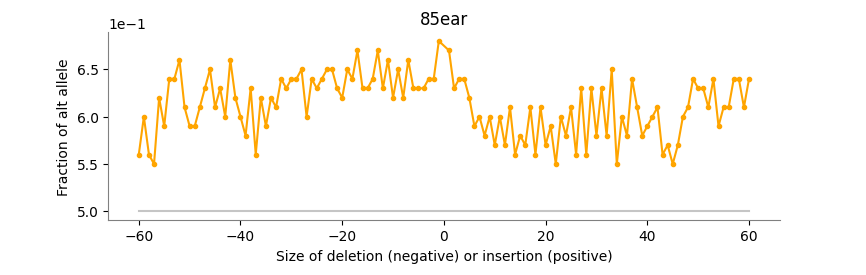 85ear
1e−1
6.5
6.0
5.5
5.0
Fraction of alt allele
−60 −40 −20 0 20 40 60
Size of deletion (negative) or insertion (positive)